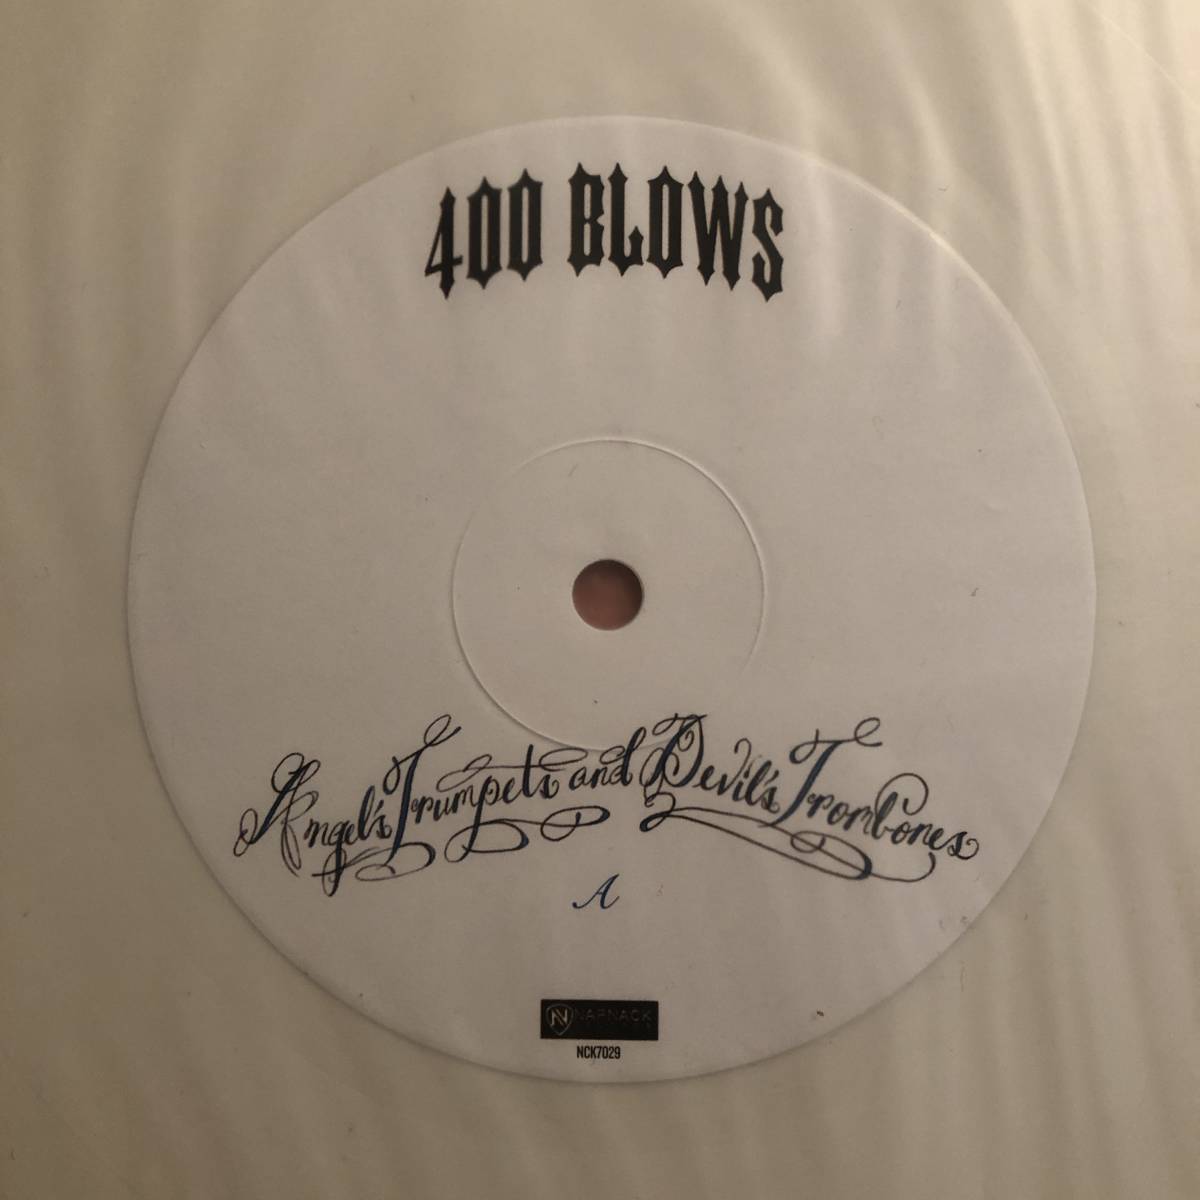 400 BLOWS
Angel's Trumpets and Devil's Trombones
A
N NARNACK
NCK7029